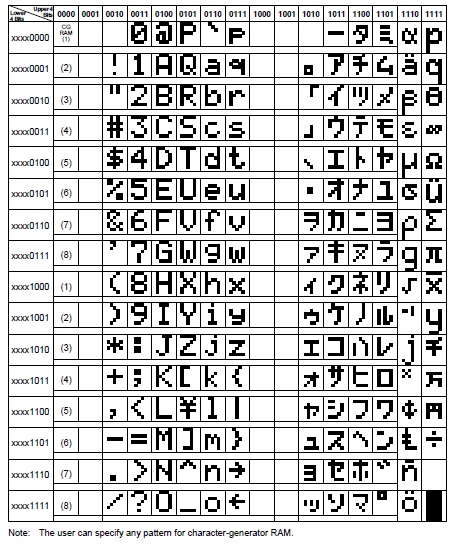 Lower 4 Bits Upper 4 Bits 0000 0001 0010 0011 0100 0101 0110 0111 1000 1001 1010 1011 1100 1101 1110 1111
xxxx0000 CG RAM (1) 0 @ P ` p ー タ ミ α p
xxxx0001 (2) ! 1 A Q a q 。 ア チ ム ä q
xxxx0010 (3) " 2 B R b r 「 イ ツ メ β θ
xxxx0011 (4) # 3 C S c s 」 ウ テ モ ε ∞
xxxx0100 (5) $ 4 D T d t 、 エ ト ヤ μ Ω
xxxx0101 (6) % 5 E U e u ・ オ ナ ユ σ ü
xxxx0110 (7) & 6 F V f v ヲ カ ニ ヨ ρ Σ
xxxx0111 (8) ' 7 G W g w ァ キ ヌ ラ g π
xxxx1000 (1) ( 8 H X h x ィ ク ネ リ √ x̄
xxxx1001 (2) ) 9 I Y i y ゥ ケ ノ ル ⁻¹ y
xxxx1010 (3) * : J Z j z ェ コ ハ レ j 千
xxxx1011 (4) + ; K [ k { ォ サ ヒ ロ ˣ 万
xxxx1100 (5) , < L ¥ l | ャ シ フ ワ ¢ 円
xxxx1101 (6) - = M ] m } ュ ス ヘ ン £ ÷
xxxx1110 (7) . > N ^ n → ョ セ ホ ゛ ñ
xxxx1111 (8) / ? O _ o ← ッ ソ マ ゜ ö █
Note: The user can specify any pattern for character-generator RAM.